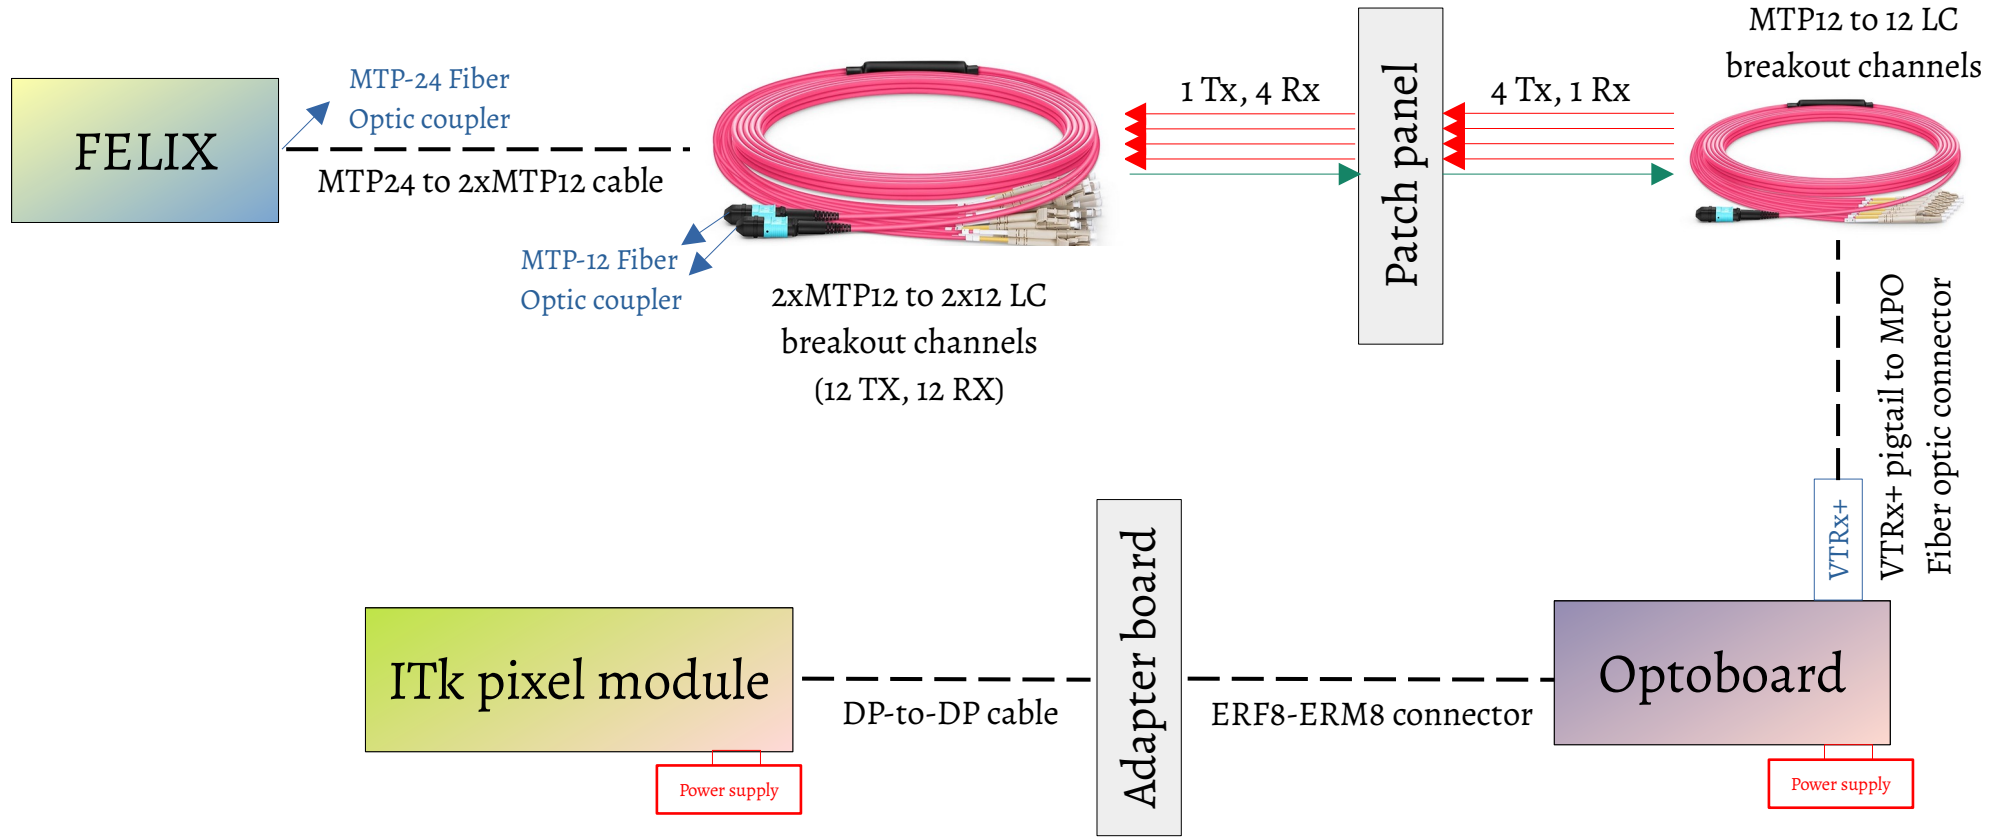 FELIX
MTP-24 Fiber
Optic coupler
MTP24 to 2xMTP12 cable
MTP-12 Fiber
Optic coupler
2xMTP12 to 2x12 LC
breakout channels
(12 TX, 12 RX)
1 Tx, 4 Rx
Patch panel
4 Tx, 1 Rx
MTP12 to 12 LC
breakout channels
VTRx+ pigtail to MPO
Fiber optic connector
VTRx+
Optoboard
Power supply
ERF8-ERM8 connector
Adapter board
DP-to-DP cable
ITk pixel module
Power supply